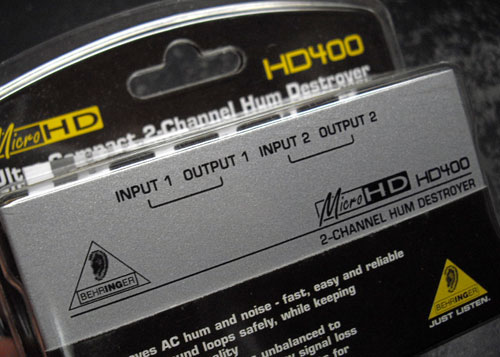 HD400
MicroHD
Compact 2-Channel Hum Destroyer
INPUT 1 OUTPUT 1 INPUT 2 OUTPUT 2
MicroHD HD400
2-CHANNEL HUM DESTROYER
BEHRINGER
AC hum and noise - fast, easy and reliable
loops safely, while keeping
unbalanced to
signal loss
BEHRINGER
JUST LISTEN.